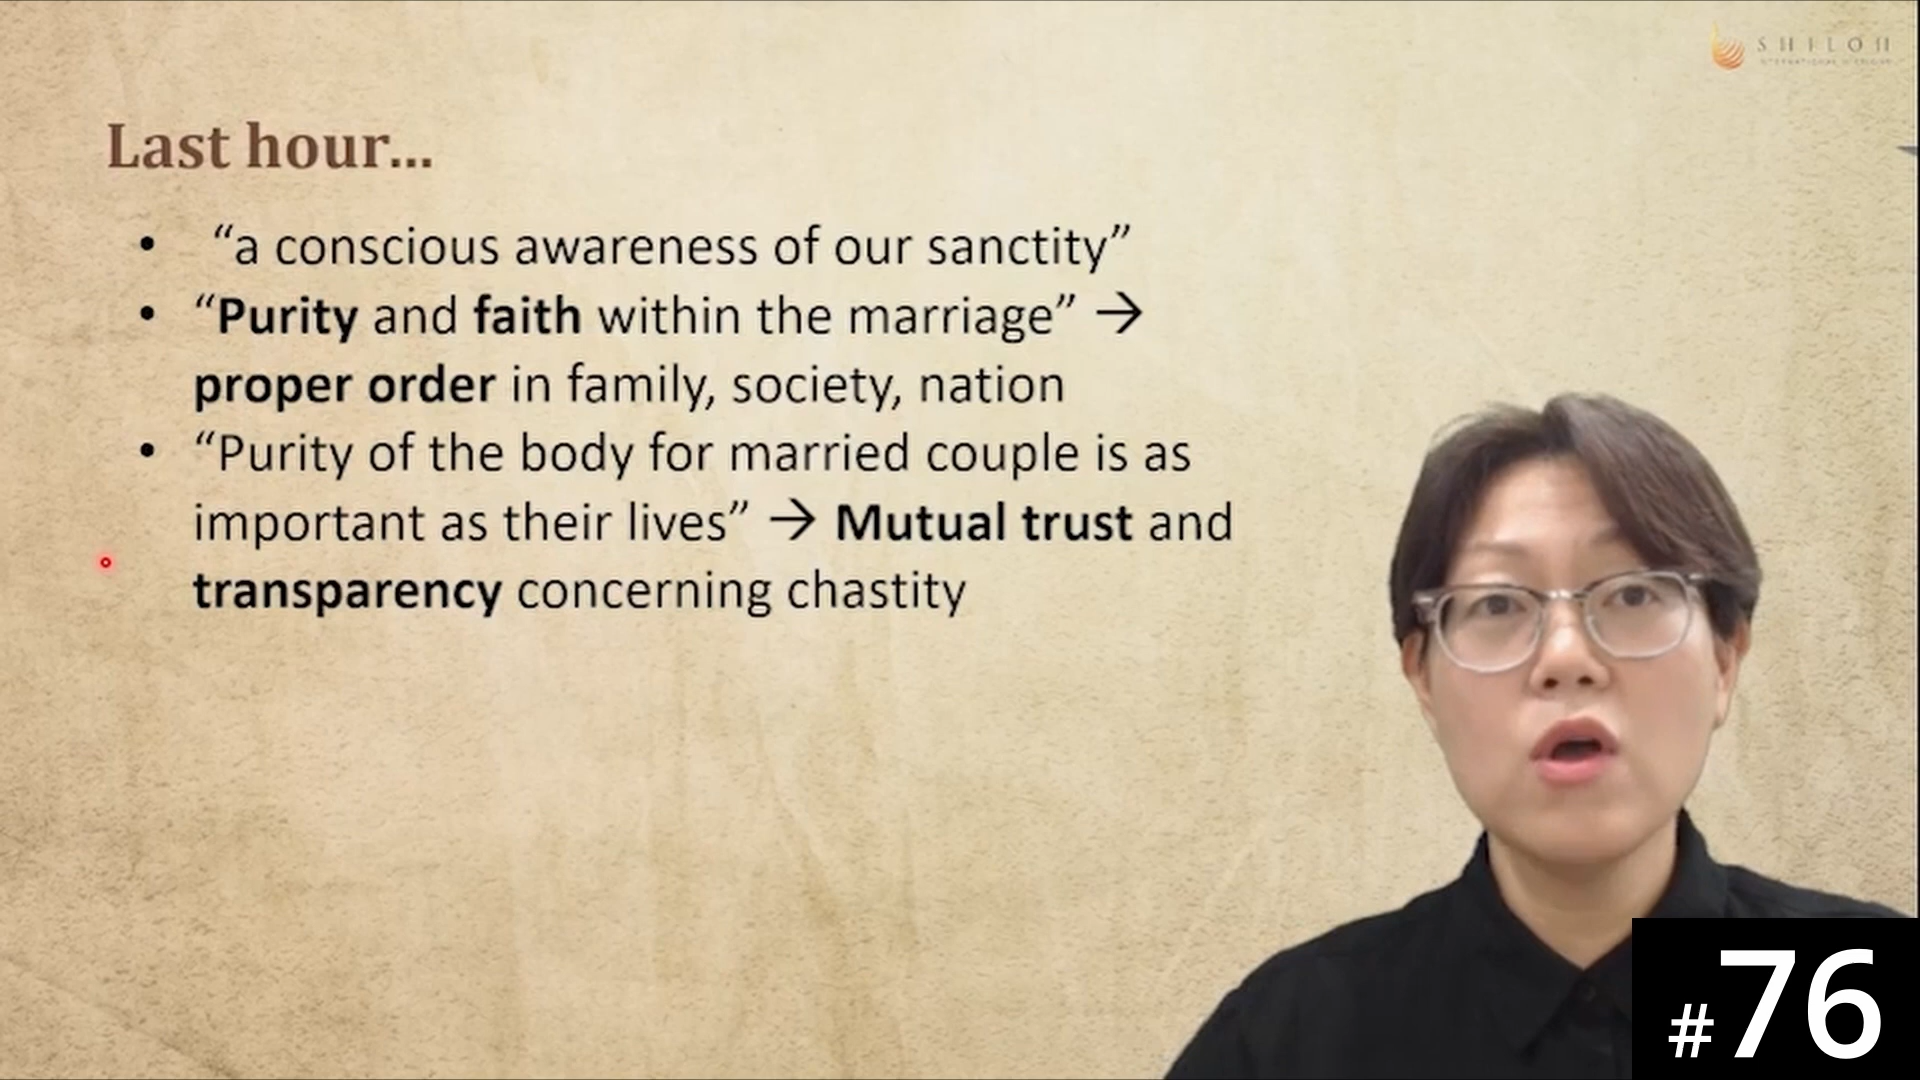 SHILOH
Last hour...
• “a conscious awareness of our sanctity”
• “Purity and faith within the marriage” →
proper order in family, society, nation
• “Purity of the body for married couple is as
important as their lives” → Mutual trust and
transparency concerning chastity
#76